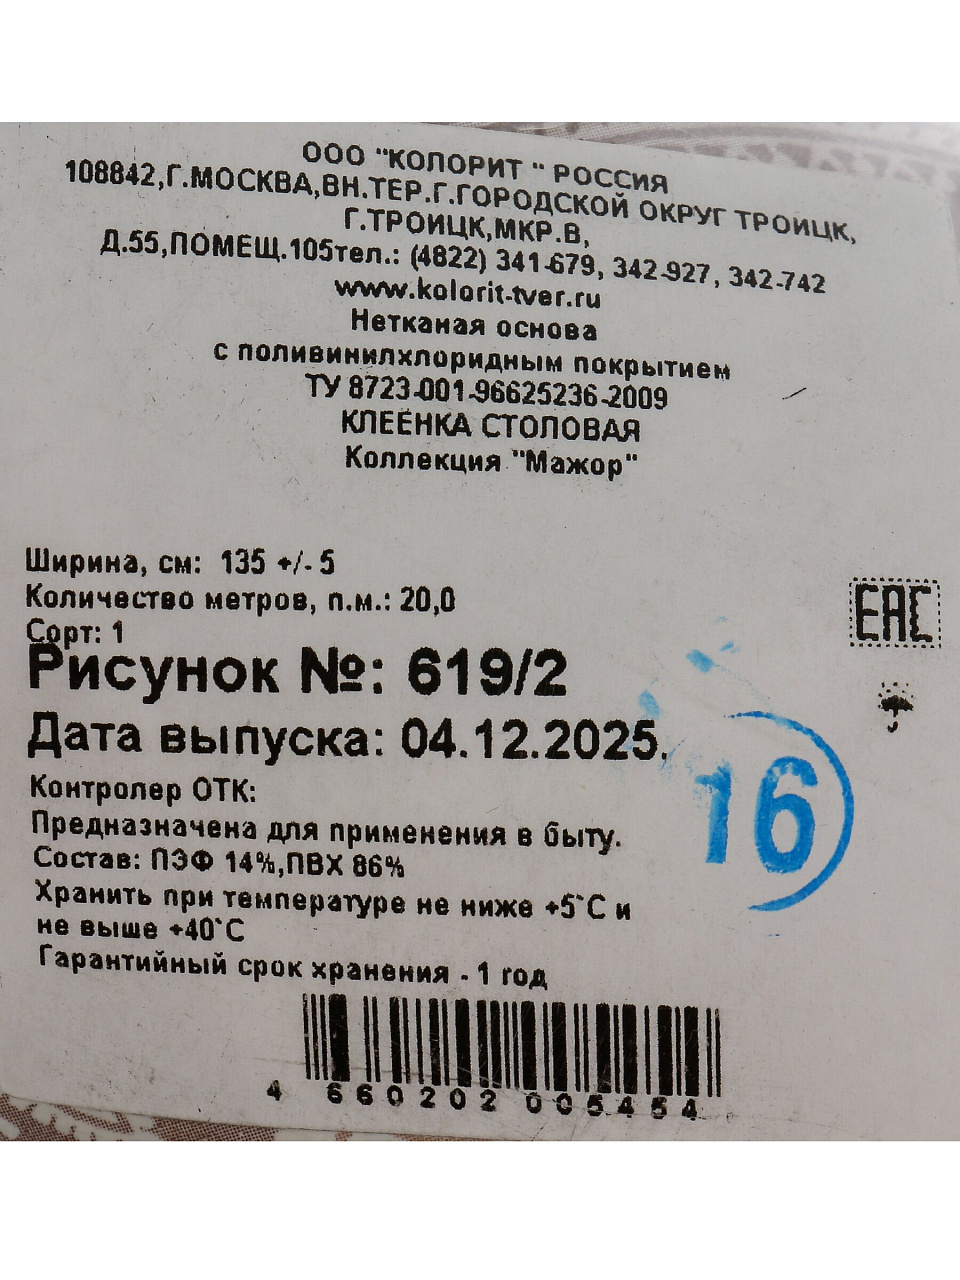 ООО "КОЛОРИТ " РОССИЯ
108842,Г.МОСКВА,ВН.ТЕР.Г.ГОРОДСКОЙ ОКРУГ ТРОИЦК,
Г.ТРОИЦК,МКР.В,
Д.55,ПОМЕЩ.105тел.: (4822) 341-679, 342-927, 342-742
www.kolorit-tver.ru
Нетканая основа
с поливинилхлоридным покрытием
ТУ 8723-001-96625236-2009
КЛЕЁНКА СТОЛОВАЯ
Коллекция "Мажор"
Ширина, см: 135 +/- 5
Количество метров, п.м.: 20,0
Сорт: 1
Рисунок №: 619/2
Дата выпуска: 04.12.2025.
Контролер ОТК:
Предназначена для применения в быту.
Состав: ПЭФ 14%,ПВХ 86%
Хранить при температуре не ниже +5`С и
не выше +40`С
Гарантийный срок хранения - 1 год
EAC
16
4 660202 005454